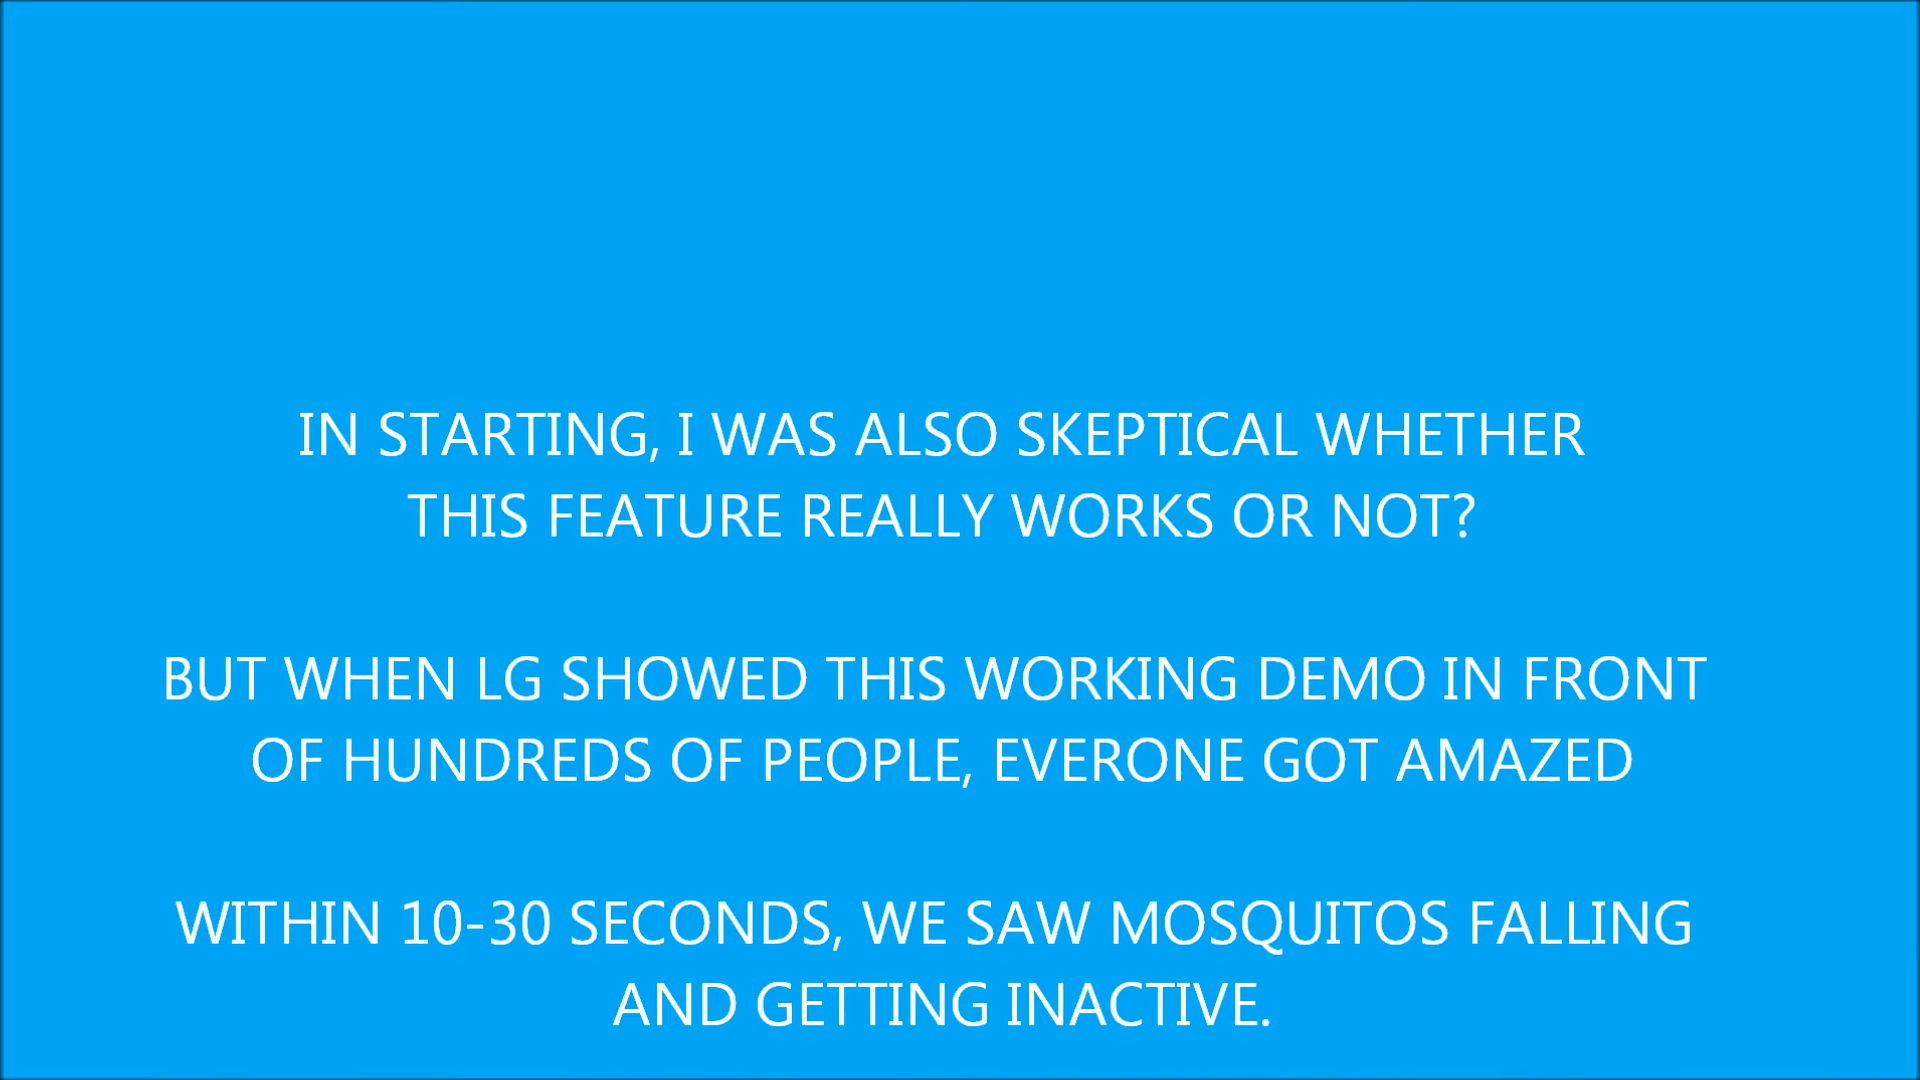 IN STARTING, I WAS ALSO SKEPTICAL WHETHER
THIS FEATURE REALLY WORKS OR NOT?
BUT WHEN LG SHOWED THIS WORKING DEMO IN FRONT
OF HUNDREDS OF PEOPLE, EVERONE GOT AMAZED
WITHIN 10-30 SECONDS, WE SAW MOSQUITOS FALLING
AND GETTING INACTIVE.